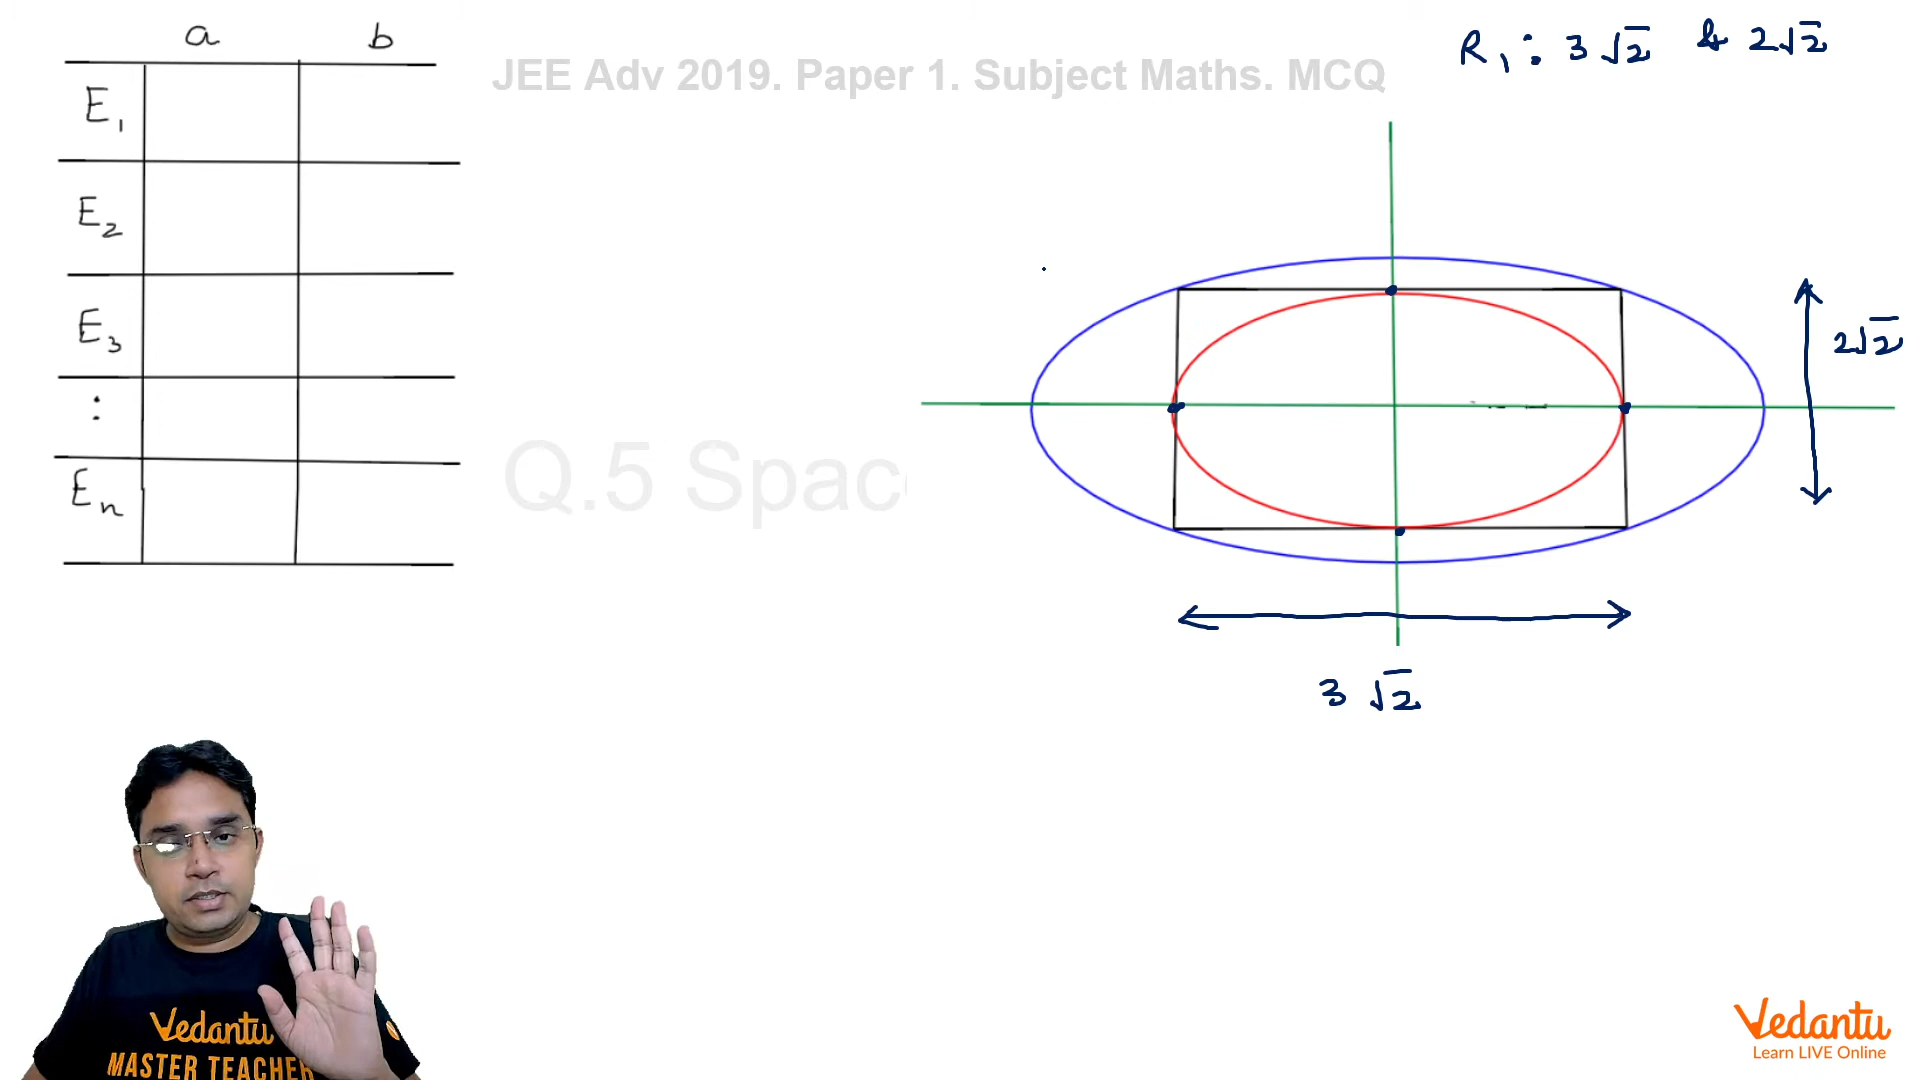 a b
E₁
E₂
E₃
:
Eₙ
JEE Adv 2019. Paper 1. Subject Maths. MCQ
R₁ : 3√2 & 2√2
Q.5 Spac
2√2
3√2
Vedantu
MASTER TEACHER
Vedantu
Learn LIVE Online